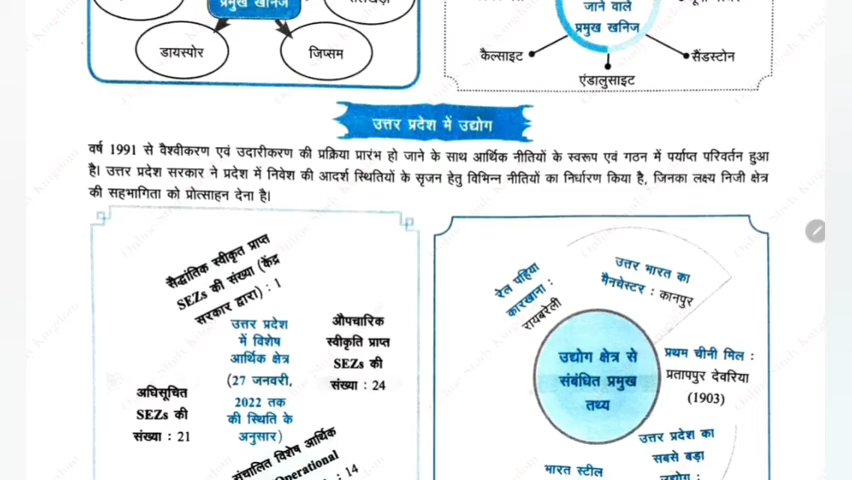 प्रमुख खनिज
डायस्पोर
जिप्सम
जाने वाले
प्रमुख खनिज
कैल्साइट
सैंडस्टोन
एंडालुसाइट
उत्तर प्रदेश में उद्योग
वर्ष 1991 से वैश्वीकरण एवं उदारीकरण की प्रक्रिया प्रारंभ हो जाने के साथ आर्थिक नीतियों के स्वरूप एवं गठन में पर्याप्त परिवर्तन हुआ
है। उत्तर प्रदेश सरकार ने प्रदेश में निवेश की आदर्श स्थितियों के सृजन हेतु विभिन्न नीतियों का निर्धारण किया है, जिनका लक्ष्य निजी क्षेत्र
की सहभागिता को प्रोत्साहन देना है।
सैद्धांतिक स्वीकृत प्राप्त
SEZs की संख्या (केंद्र
सरकार द्वारा) : 1
उत्तर प्रदेश
में विशेष
आर्थिक क्षेत्र
(27 जनवरी,
2022 तक
की स्थिति के
अनुसार)
औपचारिक
स्वीकृति प्राप्त
SEZs की
संख्या : 24
अधिसूचित
SEZs की
संख्या : 21
संचालित विशेष आर्थिक
Operational
: 14
रेल पहिया
कारखाना :
रायबरेली
उत्तर भारत का
मैनचेस्टर : कानपुर
उद्योग क्षेत्र से
संबंधित प्रमुख
तथ्य
प्रथम चीनी मिल :
प्रतापपुर देवरिया
(1903)
उत्तर प्रदेश का
सबसे बड़ा
उद्योग :
भारत स्टील